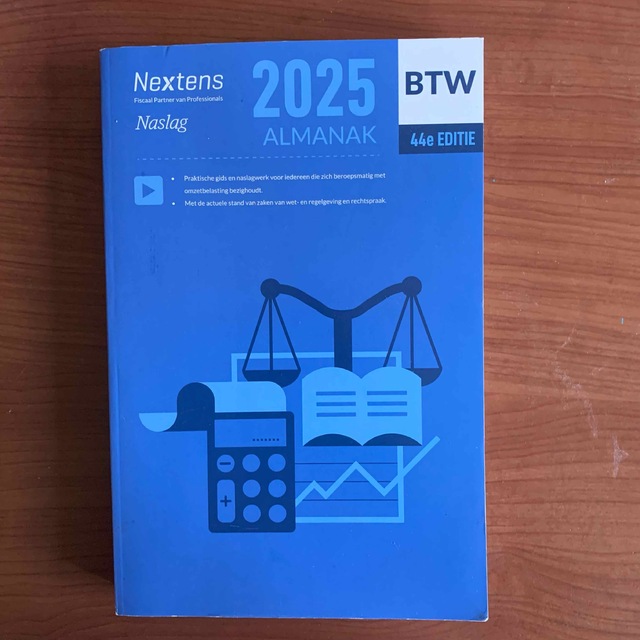 Nextens
Fiscaal Partner van Professionals
Naslag
2025
ALMANAK
BTW
44e EDITIE
• Praktische gids en naslagwerk voor iedereen die zich beroepsmatig met
omzetbelasting bezighoudt.
• Met de actuele stand van zaken van wet- en regelgeving en rechtspraak.